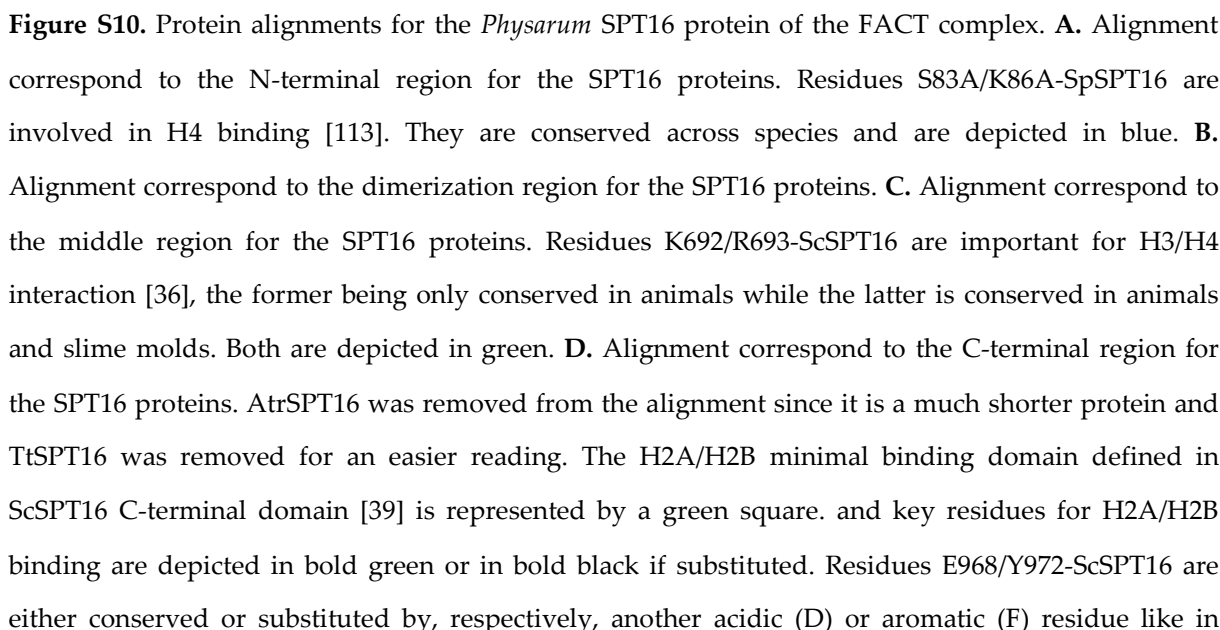 Figure S10. Protein alignments for the Physarum SPT16 protein of the FACT complex. A. Alignment
correspond to the N-terminal region for the SPT16 proteins. Residues S83A/K86A-SpSPT16 are
involved in H4 binding [113]. They are conserved across species and are depicted in blue. B.
Alignment correspond to the dimerization region for the SPT16 proteins. C. Alignment correspond to
the middle region for the SPT16 proteins. Residues K692/R693-ScSPT16 are important for H3/H4
interaction [36], the former being only conserved in animals while the latter is conserved in animals
and slime molds. Both are depicted in green. D. Alignment correspond to the C-terminal region for
the SPT16 proteins. AtrSPT16 was removed from the alignment since it is a much shorter protein and
TtSPT16 was removed for an easier reading. The H2A/H2B minimal binding domain defined in
ScSPT16 C-terminal domain [39] is represented by a green square. and key residues for H2A/H2B
binding are depicted in bold green or in bold black if substituted. Residues E968/Y972-ScSPT16 are
either conserved or substituted by, respectively, another acidic (D) or aromatic (F) residue like in